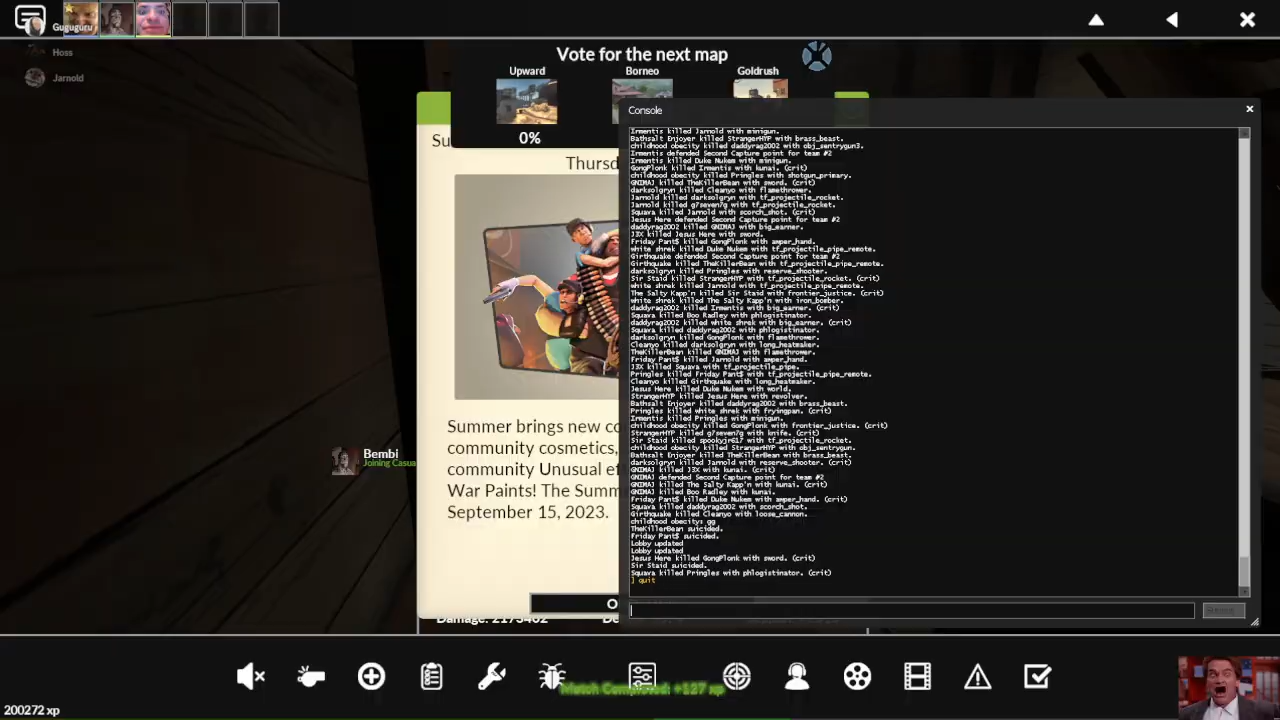 Guguguru
Hoss
Jarnold
Vote for the next map
Upward
Borneo
Goldrush
0%
Su
Thursd
Summer brings new co
community cosmetics,
community Unusual ef
War Paints! The Summ
September 15, 2023.
O
Bembi
Joining Casua
Console
Irmentis killed Jarnold with minigun.
Bathsalt Enjoyer killed StrangerHYP with brass_beast.
childhood obecity killed daddyrag2002 with obj_sentrygun3.
Irmentis defended Second Capture point for team #2
Irmentis killed Duke Nukem with minigun.
GongPlonk killed Irmentis with kunai. (crit)
childhood obecity killed Pringles with shotgun_primary.
GNIMAJ killed TheKillerBean with sword. (crit)
darksolgryn killed Cleanyo with flamethrower.
Jarnold killed darksolgryn with tf_projectile_rocket.
Jarnold killed g7seven7g with tf_projectile_rocket.
Squava killed Jarnold with scorch_shot. (crit)
Jesus Here defended Second Capture point for team #2
daddyrag2002 killed GNIMAJ with big_earner.
J3X killed Jesus Here with sword.
Friday Pant$ killed GongPlonk with amper_hand.
white shrek killed Duke Nukem with tf_projectile_pipe_remote.
Girthquake defended Second Capture point for team #2
Girthquake killed TheKillerBean with tf_projectile_pipe_remote.
darksolgryn killed Pringles with reserve_shooter.
Sir Staid killed StrangerHYP with tf_projectile_rocket. (crit)
white shrek killed Jarnold with tf_projectile_pipe_remote.
The Salty Kapp'n killed Sir Staid with frontier_justice. (crit)
white shrek killed The Salty Kapp'n with iron_bomber.
daddyrag2002 killed Irmentis with big_earner. (crit)
Squava killed Boo Radley with phlogistinator.
daddyrag2002 killed white shrek with big_earner. (crit)
Squava killed daddyrag2002 with phlogistinator.
darksolgryn killed GongPlonk with flamethrower.
Cleanyo killed darksolgryn with long_heatmaker.
TheKillerBean killed GNIMAJ with flamethrower.
Friday Pant$ killed Jarnold with amper_hand.
J3X killed Squava with tf_projectile_pipe.
Pringles killed Friday Pant$ with tf_projectile_pipe_remote.
Cleanyo killed Girthquake with long_heatmaker.
Jesus Here killed Duke Nukem with world.
StrangerHYP killed Jesus Here with revolver.
Bathsalt Enjoyer killed daddyrag2002 with brass_beast.
Pringles killed white shrek with fryingpan. (crit)
Irmentis killed Pringles with minigun.
childhood obecity killed GongPlonk with frontier_justice. (crit)
StrangerHYP killed g7seven7g with knife. (crit)
Sir Staid killed spookyjr617 with tf_projectile_rocket.
childhood obecity killed StrangerHYP with obj_sentrygun.
Bathsalt Enjoyer killed TheKillerBean with brass_beast.
darksolgryn killed Jarnold with reserve_shooter. (crit)
GNIMAJ killed J3X with kunai. (crit)
GNIMAJ defended Second Capture point for team #2
GNIMAJ killed The Salty Kapp'n with kunai. (crit)
GNIMAJ killed Boo Radley with kunai.
Friday Pant$ killed Duke Nukem with amper_hand. (crit)
Squava killed daddyrag2002 with scorch_shot.
Girthquake killed Cleanyo with loose_cannon.
childhood obecity: gg
TheKillerBean suicided.
Friday Pant$ suicided.
Lobby updated
Lobby updated
Jesus Here killed GongPlonk with sword. (crit)
Sir Staid suicided.
Squava killed Pringles with phlogistinator. (crit)
] quit
Damage: 2173402
De
Match Completed: +127 xp
200272 xp